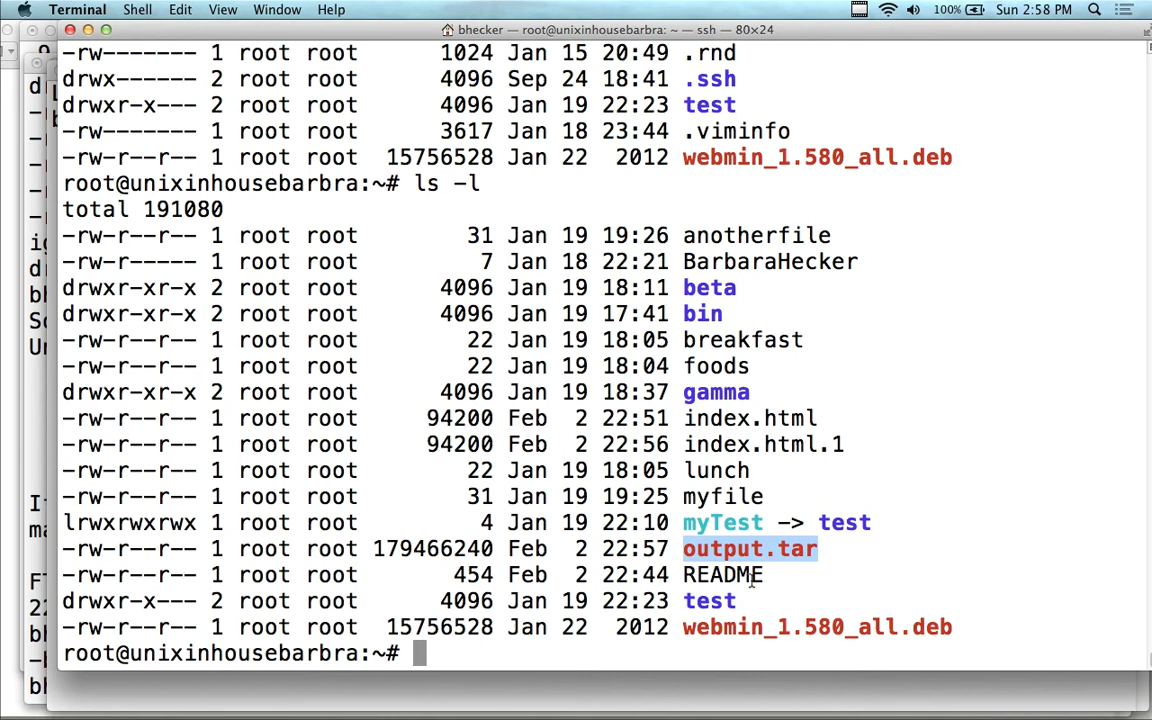 Terminal Shell Edit View Window Help 100% Sun 2:58 PM
bhecker — root@unixinhousebarbra: ~ — ssh — 80×24
-rw------- 1 root root 1024 Jan 15 20:49 .rnd
drwx------ 2 root root 4096 Sep 24 18:41 .ssh
drwxr-x--- 2 root root 4096 Jan 19 22:23 test
-rw------- 1 root root 3617 Jan 18 23:44 .viminfo
-rw-r--r-- 1 root root 15756528 Jan 22 2012 webmin_1.580_all.deb
root@unixinhousebarbra:~# ls -l
total 191080
-rw-r--r-- 1 root root 31 Jan 19 19:26 anotherfile
-rw-r----- 1 root root 7 Jan 18 22:21 BarbaraHecker
drwxr-xr-x 2 root root 4096 Jan 19 18:11 beta
drwxr-xr-x 2 root root 4096 Jan 19 17:41 bin
-rw-r--r-- 1 root root 22 Jan 19 18:05 breakfast
-rw-r--r-- 1 root root 22 Jan 19 18:04 foods
drwxr-xr-x 2 root root 4096 Jan 19 18:37 gamma
-rw-r--r-- 1 root root 94200 Feb 2 22:51 index.html
-rw-r--r-- 1 root root 94200 Feb 2 22:56 index.html.1
-rw-r--r-- 1 root root 22 Jan 19 18:05 lunch
-rw-r--r-- 1 root root 31 Jan 19 19:25 myfile
lrwxrwxrwx 1 root root 4 Jan 19 22:10 myTest -> test
-rw-r--r-- 1 root root 179466240 Feb 2 22:57 output.tar
-rw-r--r-- 1 root root 454 Feb 2 22:44 README
drwxr-x--- 2 root root 4096 Jan 19 22:23 test
-rw-r--r-- 1 root root 15756528 Jan 22 2012 webmin_1.580_all.deb
root@unixinhousebarbra:~#